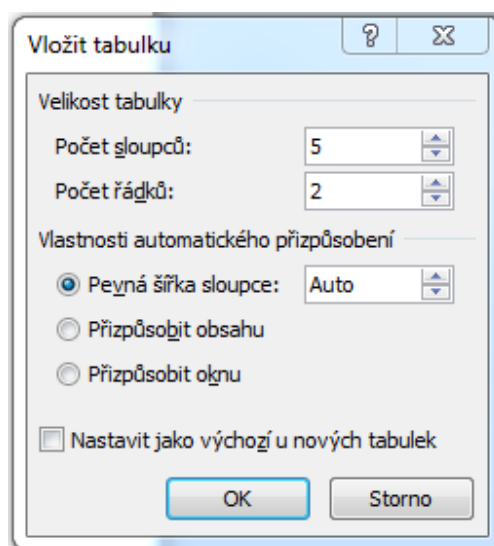 Vložit tabulku
Velikost tabulky
Počet sloupců: 5
Počet řádků: 2
Vlastnosti automatického přizpůsobení
Pevná šířka sloupce: Auto
Přizpůsobit obsahu
Přizpůsobit oknu
Nastavit jako výchozí u nových tabulek
OK Storno